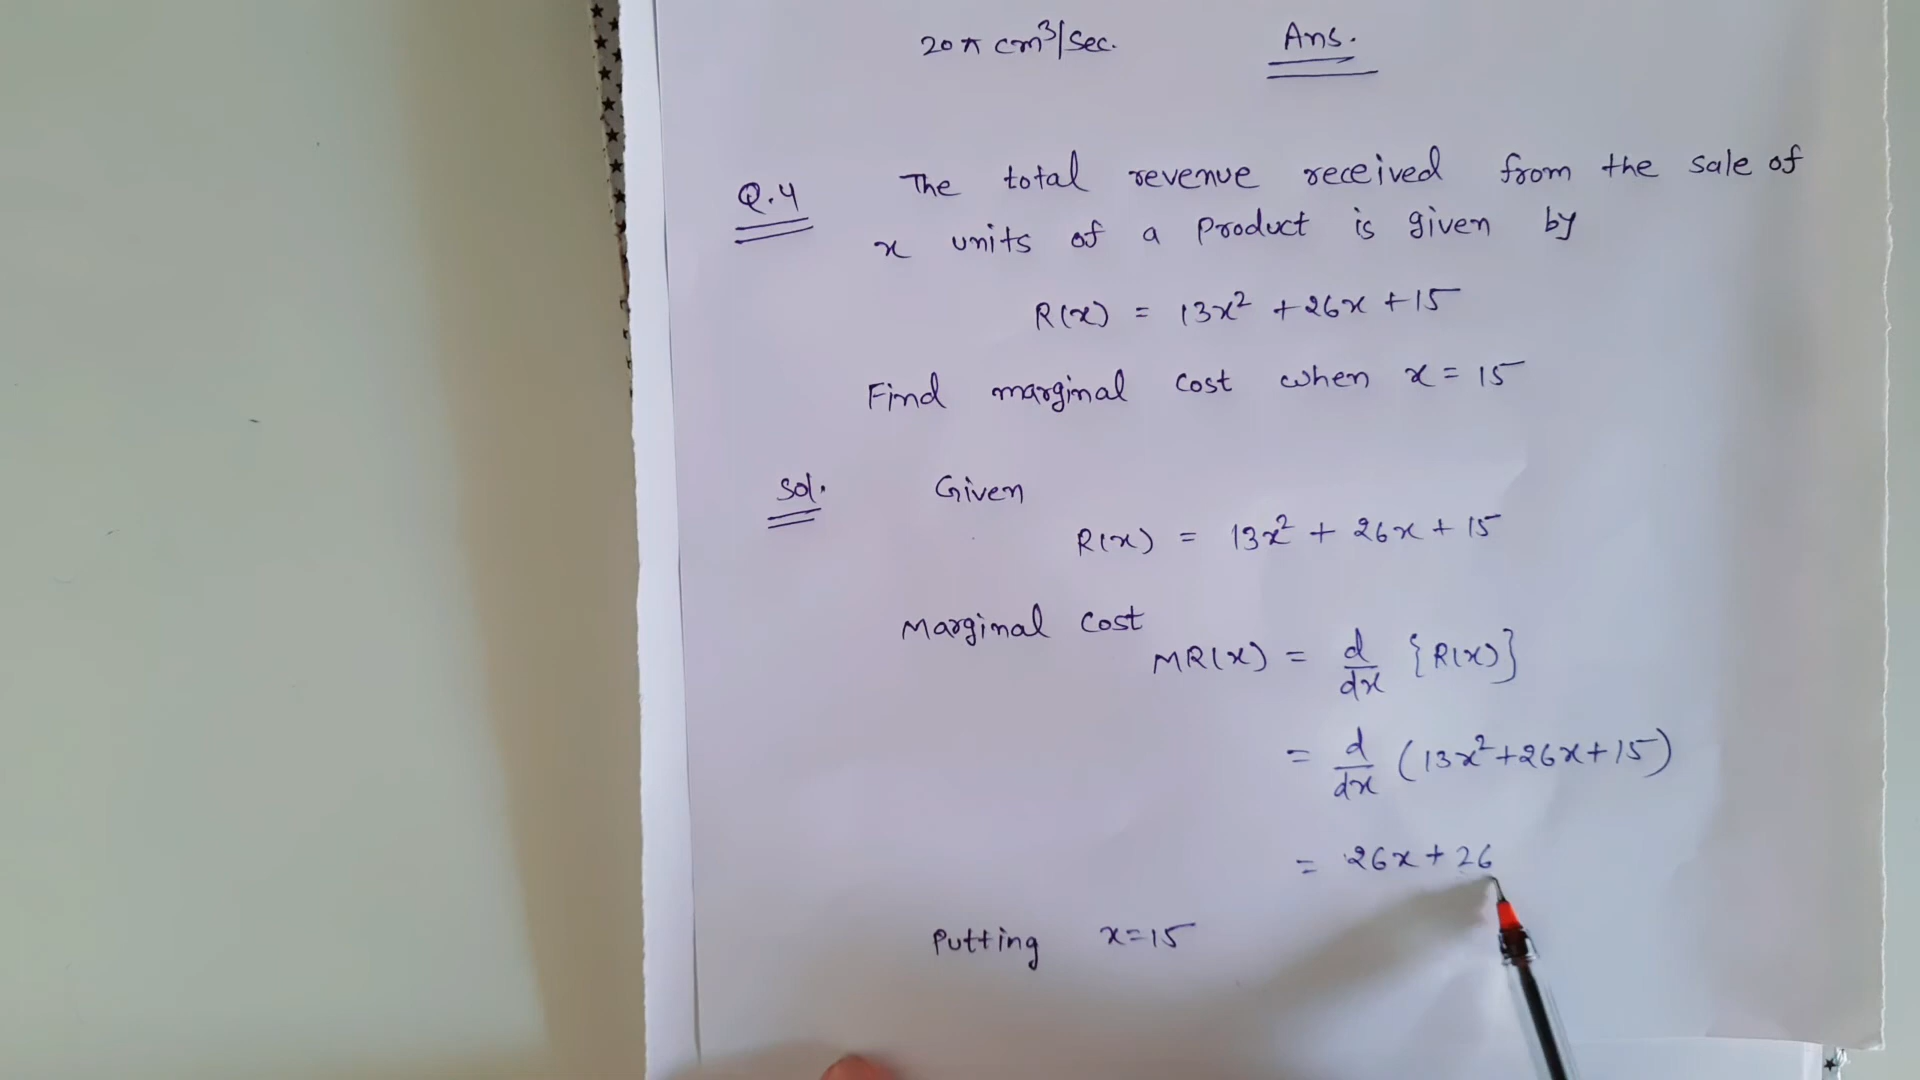 20π cm³/sec. Ans.
Q.4 The total revenue received from the sale of
x units of a product is given by
R(x) = 13x² + 26x + 15
Find marginal cost when x = 15
Sol. Given
R(x) = 13x² + 26x + 15
Marginal cost
MR(x) = d/dx {R(x)}
= d/dx (13x²+26x+15)
= 26x + 26
Putting x=15